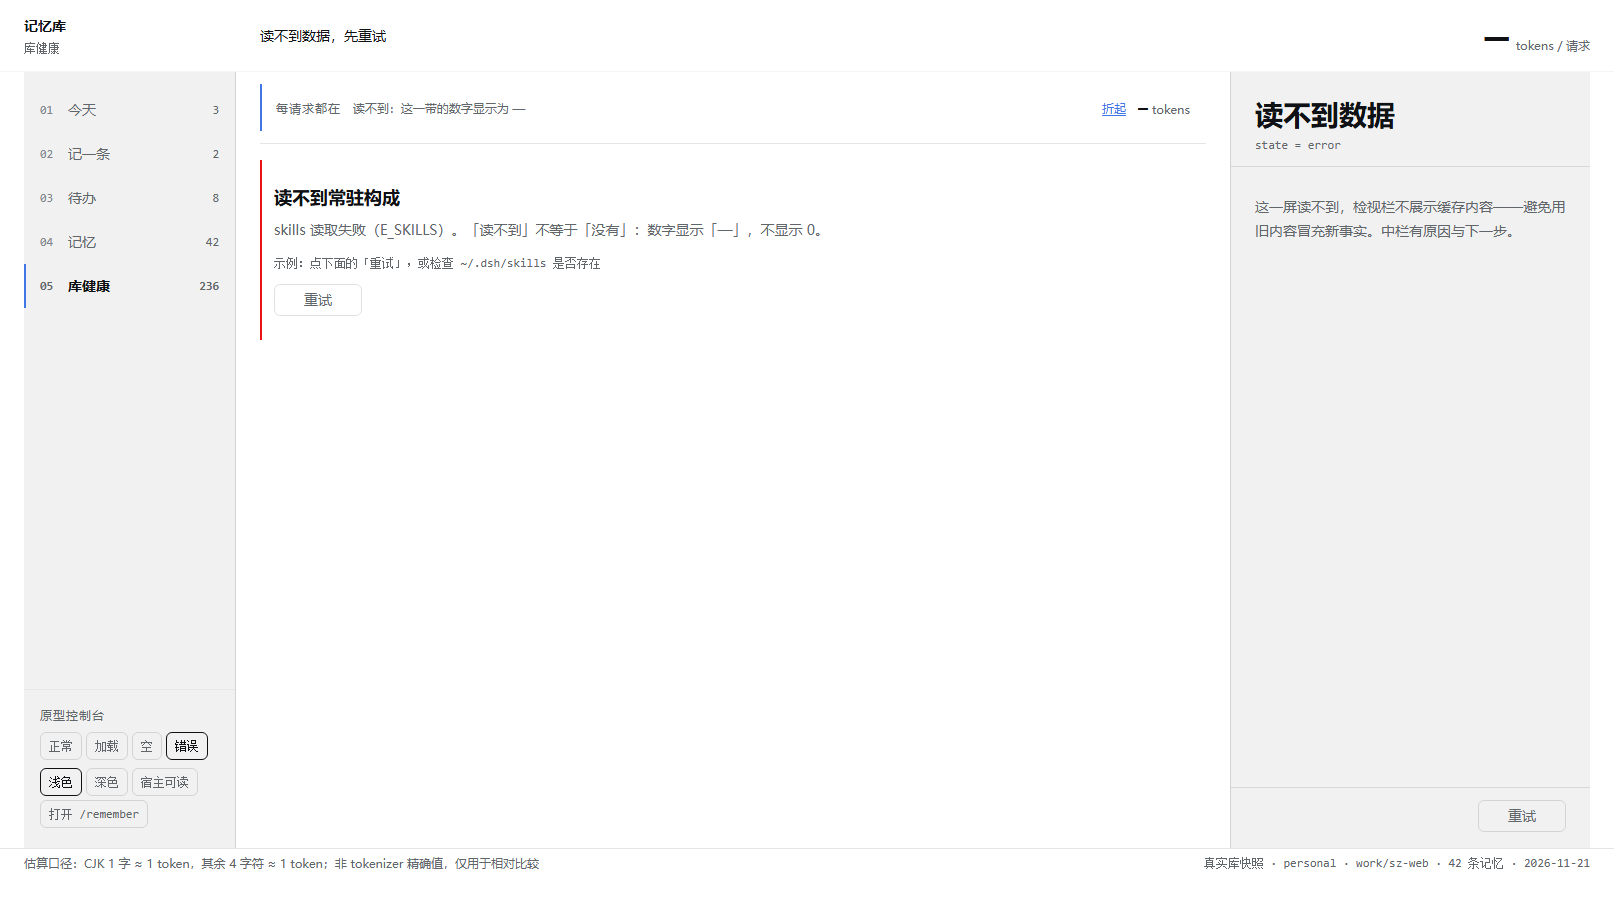 记忆库
库健康
读不到数据，先重试
— tokens / 请求
01 今天 3
02 记一条 2
03 待办 8
04 记忆 42
05 库健康 236
原型控制台
正常 加载 空 错误
浅色 深色 宿主可读
打开 /remember
每请求都在 读不到：这一带的数字显示为 —
折起 — tokens
读不到常驻构成
skills 读取失败（E_SKILLS）。「读不到」不等于「没有」：数字显示「—」，不显示 0。
示例：点下面的「重试」，或检查 ~/.dsh/skills 是否存在
重试
读不到数据
state = error
这一屏读不到，检视栏不展示缓存内容——避免用
旧内容冒充新事实。中栏有原因与下一步。
重试
估算口径：CJK 1 字 ≈ 1 token，其余 4 字符 ≈ 1 token；非 tokenizer 精确值，仅用于相对比较
真实库快照 · personal · work/sz-web · 42 条记忆 · 2026-11-21